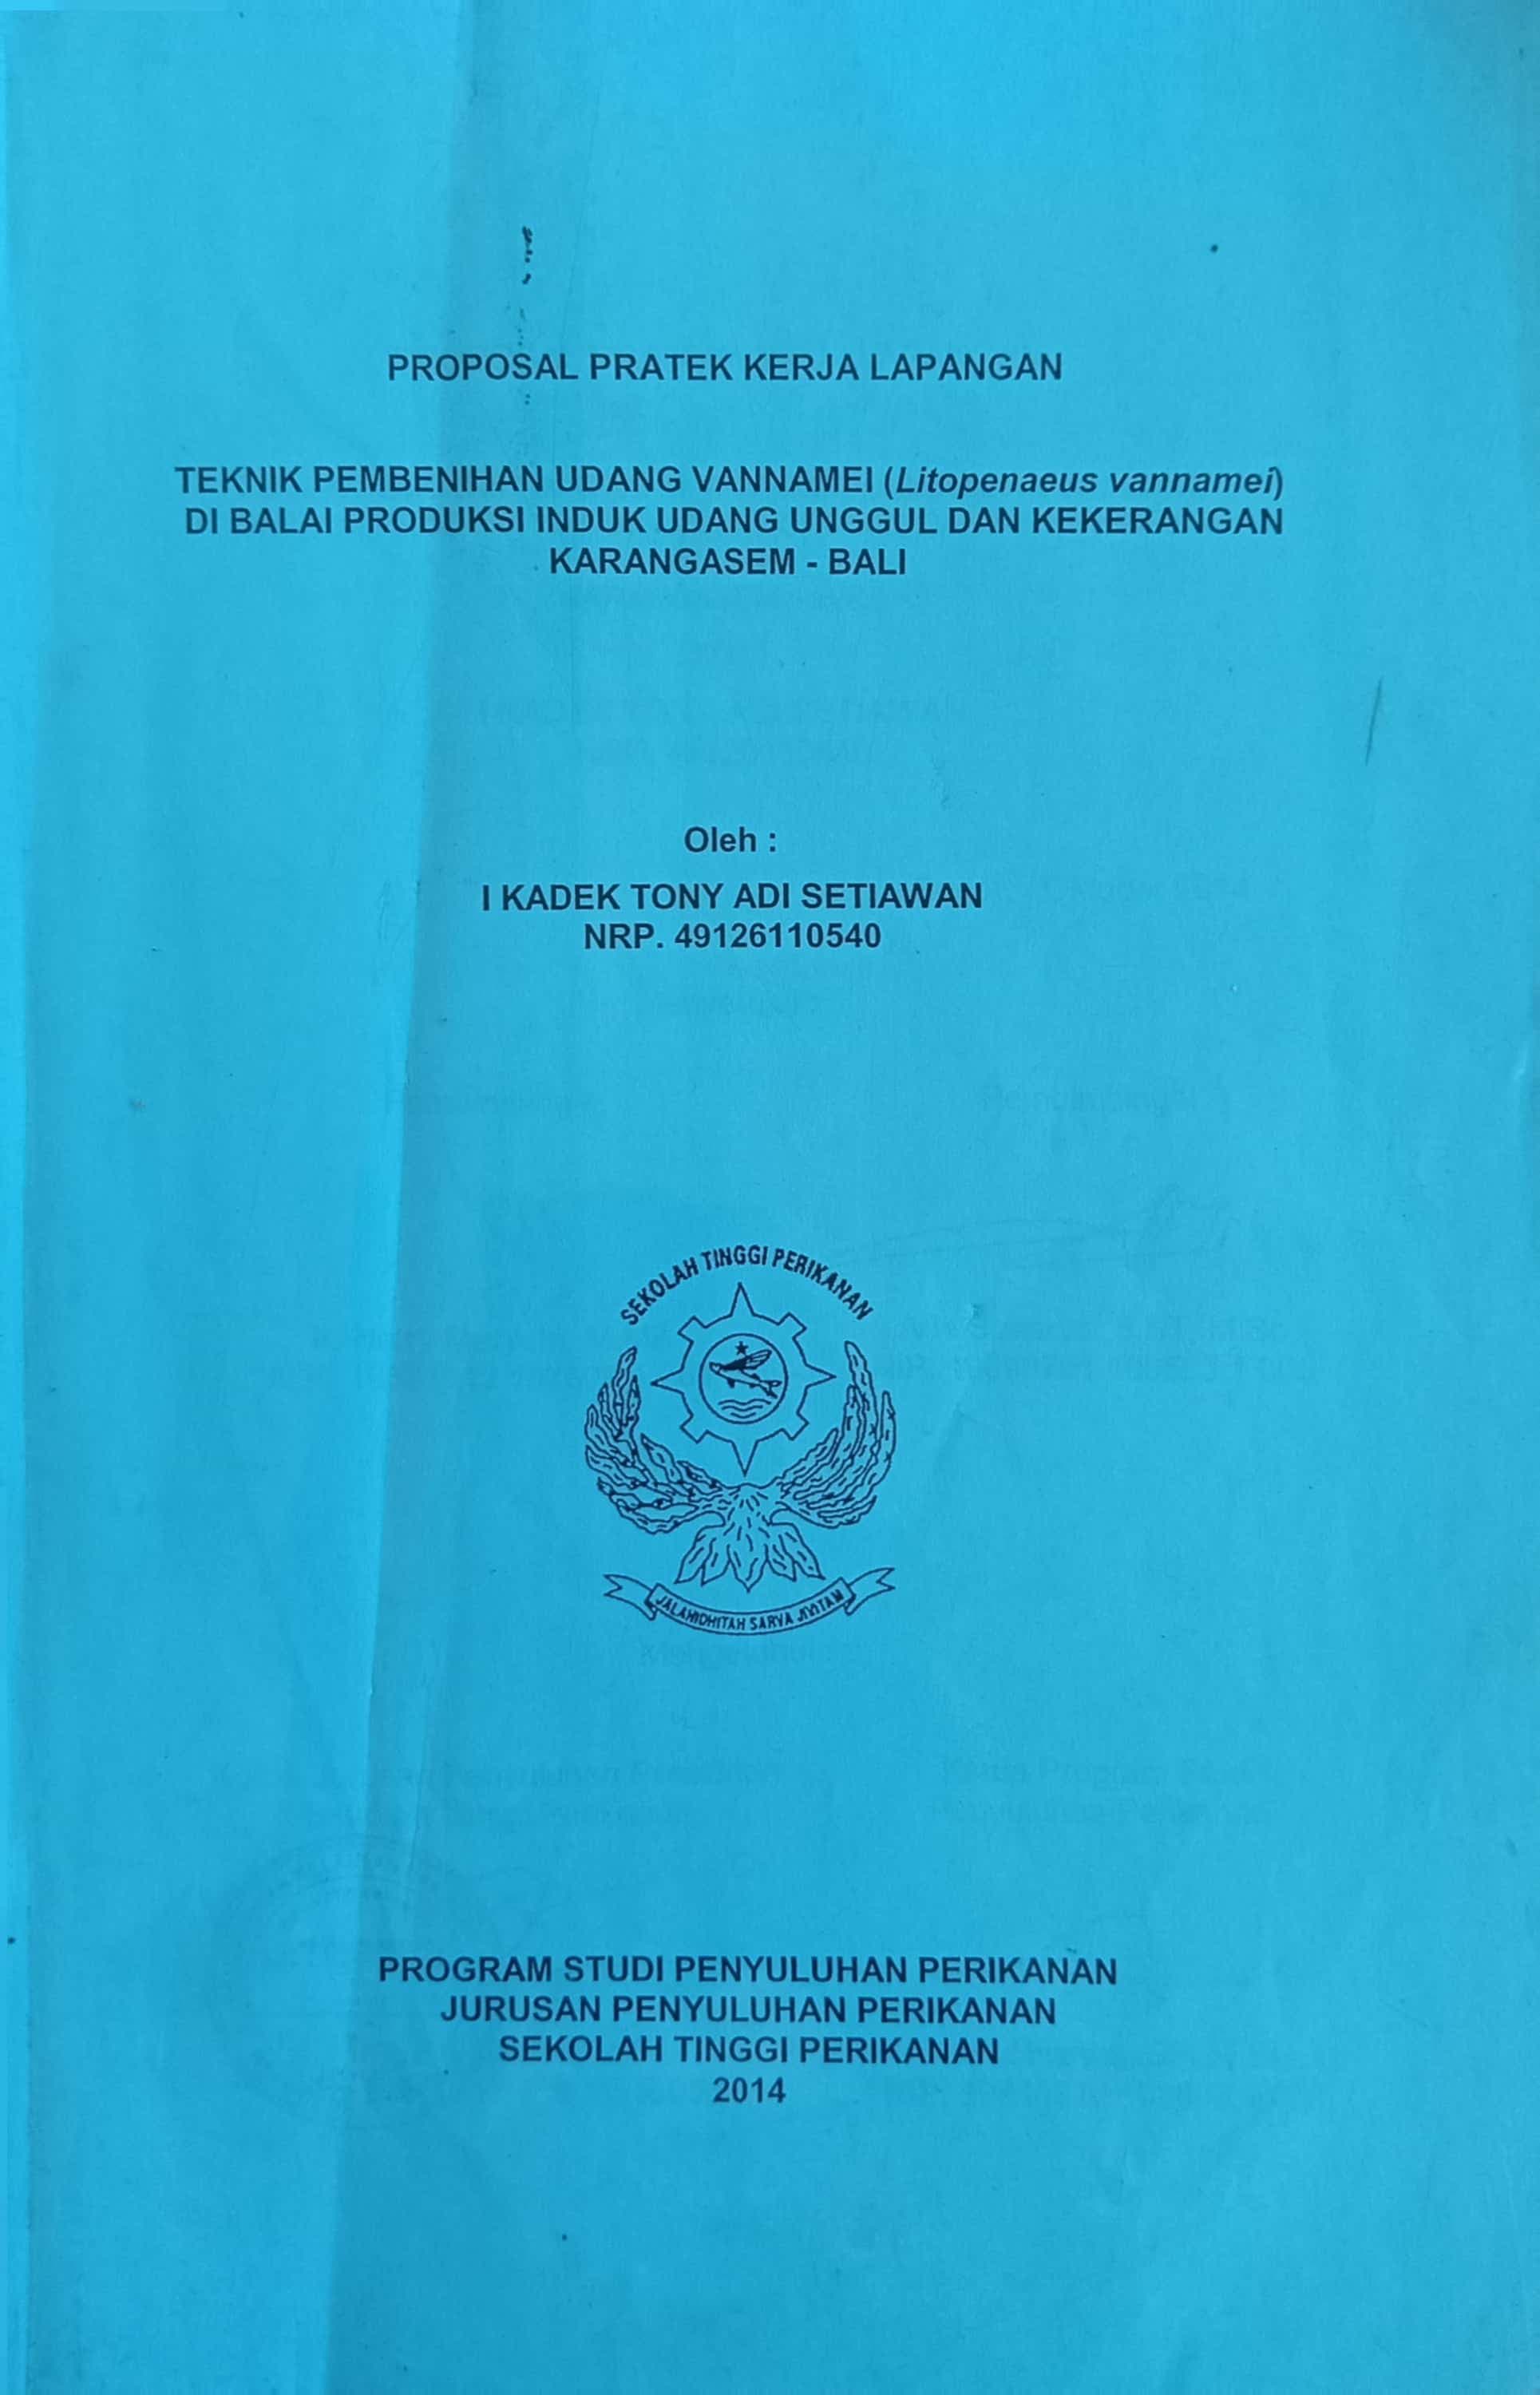 PROPOSAL PRATEK KERJA LAPANGAN
TEKNIK PEMBENIHAN UDANG VANNAMEI (Litopenaeus vannamei)
DI BALAI PRODUKSI INDUK UDANG UNGGUL DAN KEKERANGAN
KARANGASEM - BALI
Oleh :
I KADEK TONY ADI SETIAWAN
NRP. 49126110540
SEKOLAH TINGGI PERIKANAN
JALANIDHITAH SARVA JIVITAM
PROGRAM STUDI PENYULUHAN PERIKANAN
JURUSAN PENYULUHAN PERIKANAN
SEKOLAH TINGGI PERIKANAN
2014